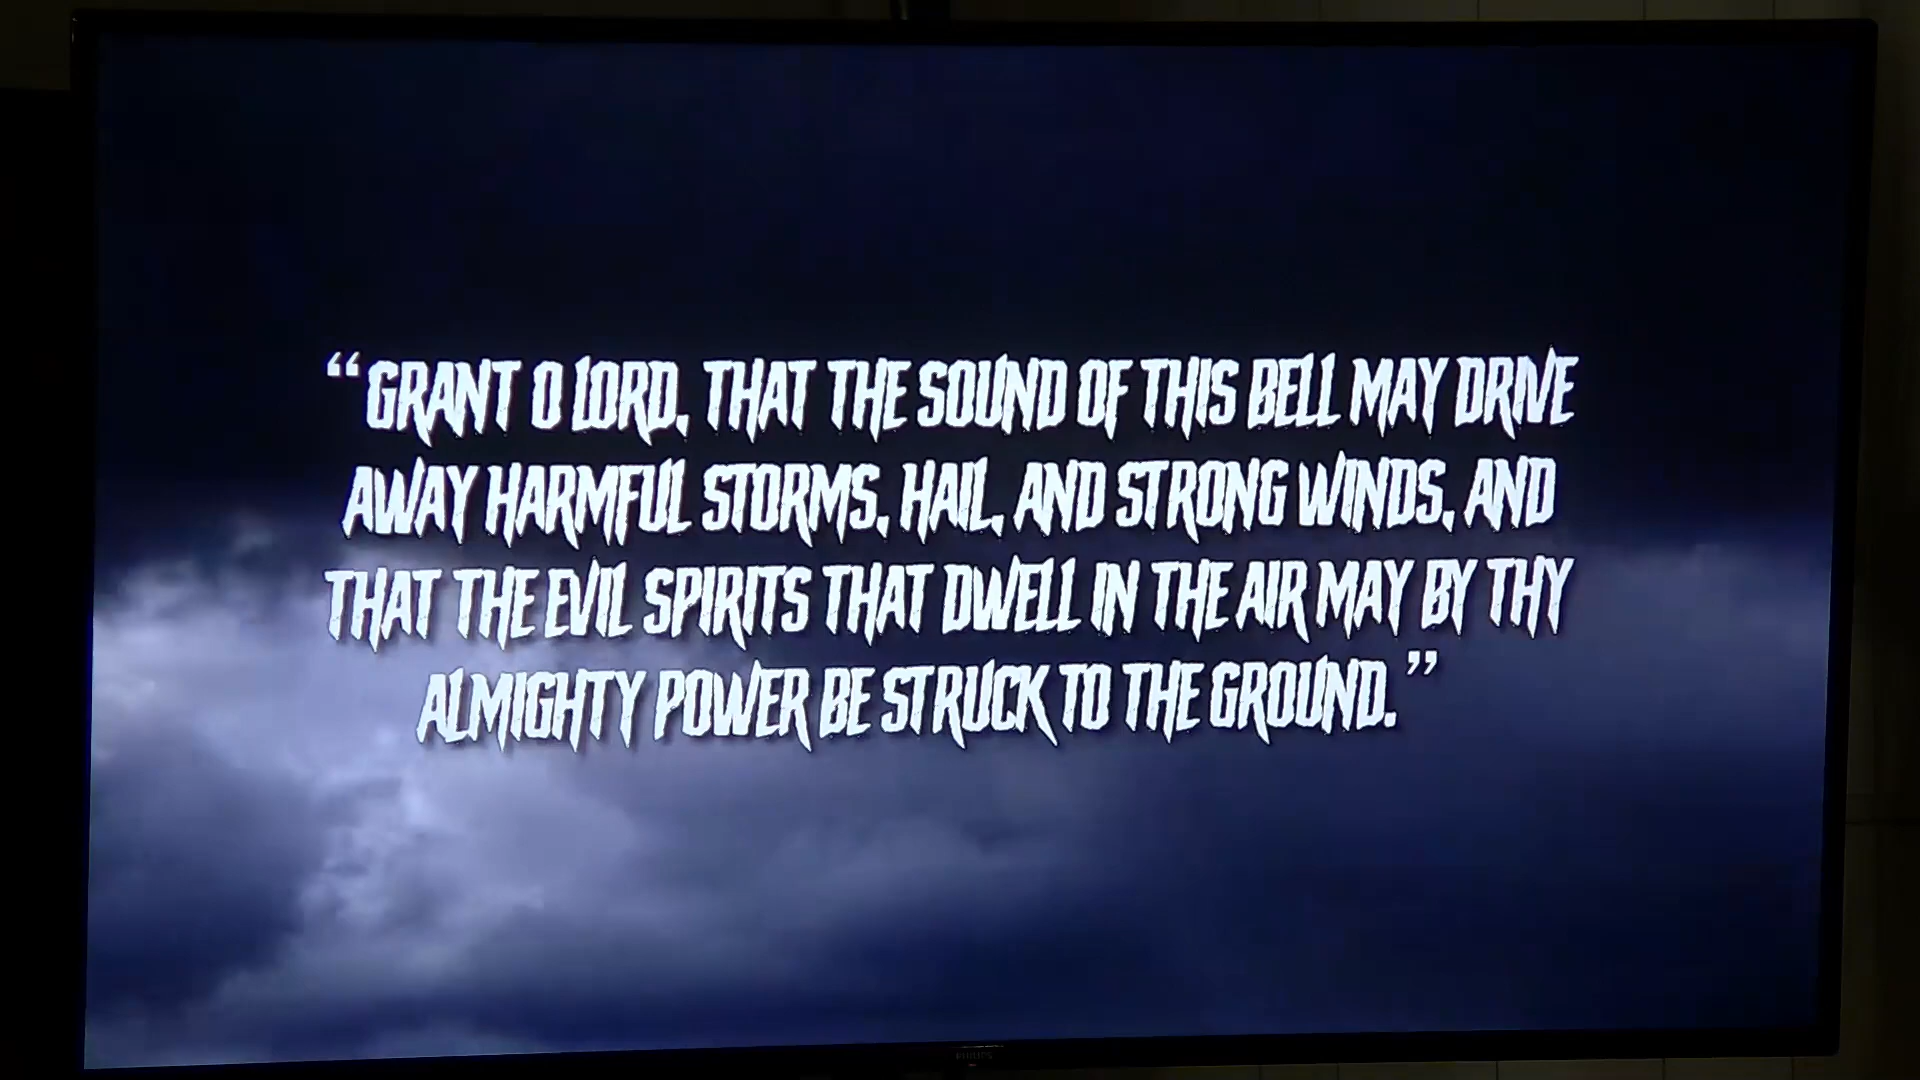 “GRANT O LORD, THAT THE SOUND OF THIS BELL MAY DRIVE
AWAY HARMFUL STORMS, HAIL, AND STRONG WINDS, AND
THAT THE EVIL SPIRITS THAT DWELL IN THE AIR MAY BY THY
ALMIGHTY POWER BE STRUCK TO THE GROUND.”
PHILIPS